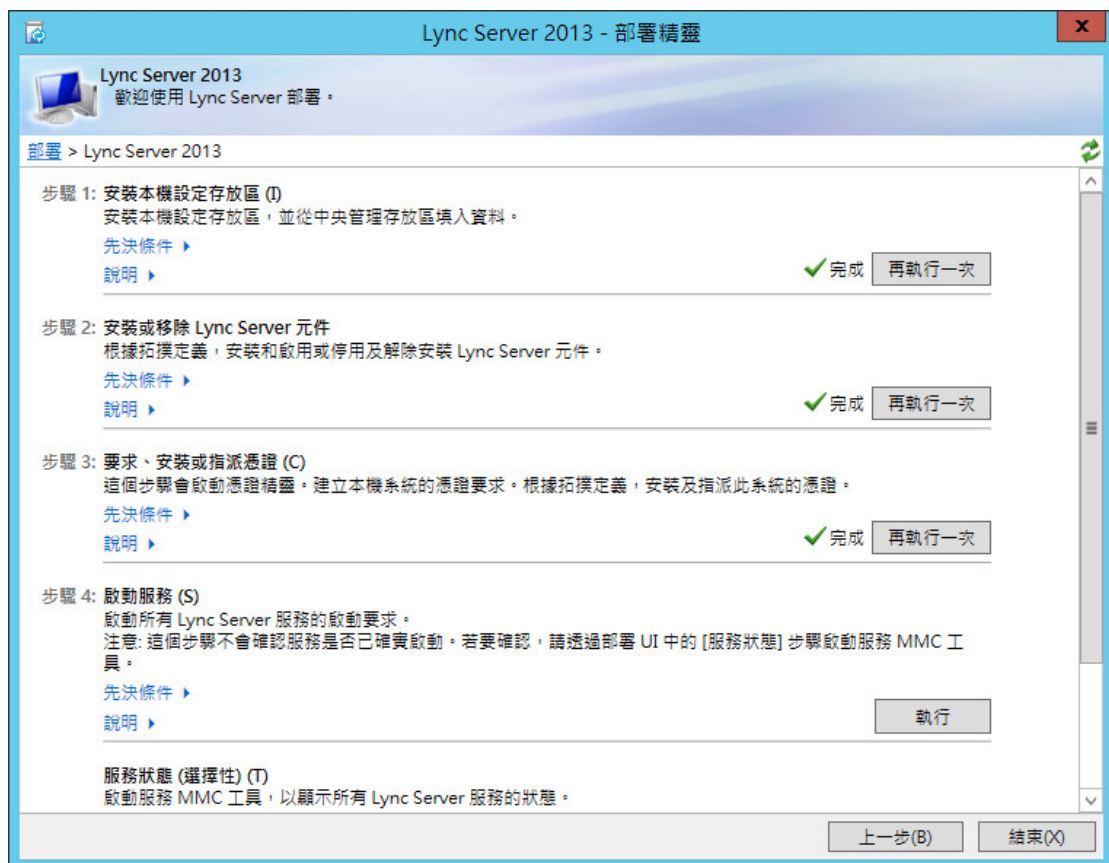 Lync Server 2013 - 部署精靈
x
Lync Server 2013
歡迎使用 Lync Server 部署。
部署 > Lync Server 2013
步驟 1: 安裝本機設定存放區 (I)
安裝本機設定存放區，並從中央管理存放區填入資料。
先決條件
說明
完成 再執行一次
步驟 2: 安裝或移除 Lync Server 元件
根據拓撲定義，安裝和啟用或停用及解除安裝 Lync Server 元件。
先決條件
說明
完成 再執行一次
步驟 3: 要求、安裝或指派憑證 (C)
這個步驟會啟動憑證精靈。建立本機系統的憑證要求。根據拓撲定義，安裝及指派此系統的憑證。
先決條件
說明
完成 再執行一次
步驟 4: 啟動服務 (S)
啟動所有 Lync Server 服務的啟動要求。
注意: 這個步驟不會確認服務是否已確實啟動。若要確認，請透過部署 UI 中的 [服務狀態] 步驟啟動服務 MMC 工
具。
先決條件
說明
執行
服務狀態 (選擇性) (T)
啟動服務 MMC 工具，以顯示所有 Lync Server 服務的狀態。
上一步(B) 結束(X)